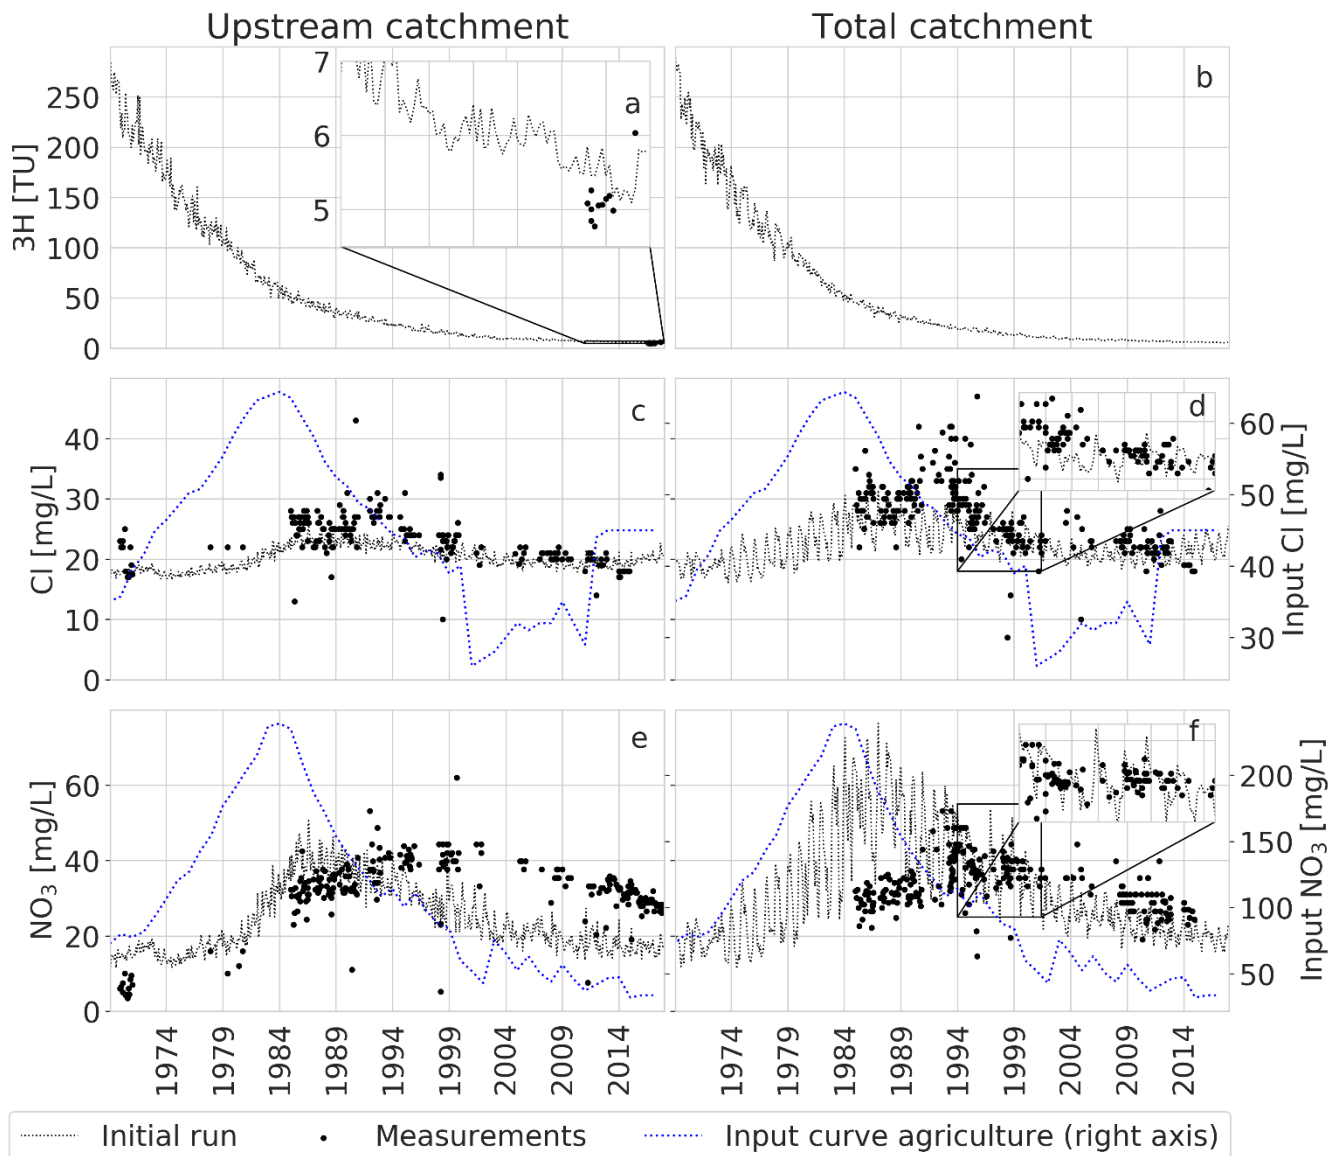 Upstream catchment
Total catchment
7
6
5
a
b
250
200
150
100
50
0
3H [TU]
c
d
40
30
20
10
0
Cl [mg/L]
60
50
40
30
Input Cl [mg/L]
e
f
60
40
20
0
NO3 [mg/L]
200
150
100
50
Input NO3 [mg/L]
1974 1979 1984 1989 1994 1999 2004 2009 2014
1974 1979 1984 1989 1994 1999 2004 2009 2014
Initial run Measurements Input curve agriculture (right axis)